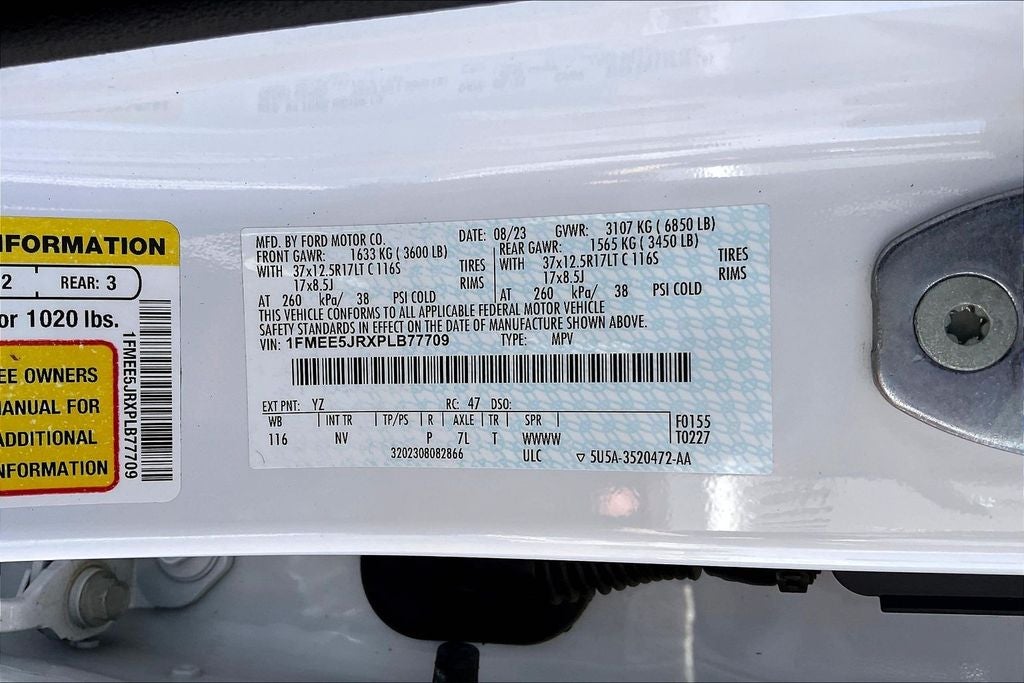 NFORMATION
2 REAR: 3
or 1020 lbs.
EE OWNERS
MANUAL FOR
ADDITIONAL
NFORMATION
1FMEE5JRXPLB77709
MFD. BY FORD MOTOR CO. DATE: 08/23 GVWR: 3107 KG ( 6850 LB)
FRONT GAWR: 1633 KG ( 3600 LB) REAR GAWR: 1565 KG ( 3450 LB)
WITH 37x12.5R17LT C 116S TIRES WITH 37x12.5R17LT C 116S TIRES
17x8.5J RIMS 17x8.5J RIMS
AT 260 kPa/ 38 PSI COLD AT 260 kPa/ 38 PSI COLD
THIS VEHICLE CONFORMS TO ALL APPLICABLE FEDERAL MOTOR VEHICLE
SAFETY STANDARDS IN EFFECT ON THE DATE OF MANUFACTURE SHOWN ABOVE.
VIN: 1FMEE5JRXPLB77709 TYPE: MPV
EXT PNT: YZ RC: 47 DSO:
WB INT TR TP/PS R AXLE TR SPR F0155
116 NV P 7L T WWWW T0227
3202308082866 ULC ▽ 5U5A-3520472-AA